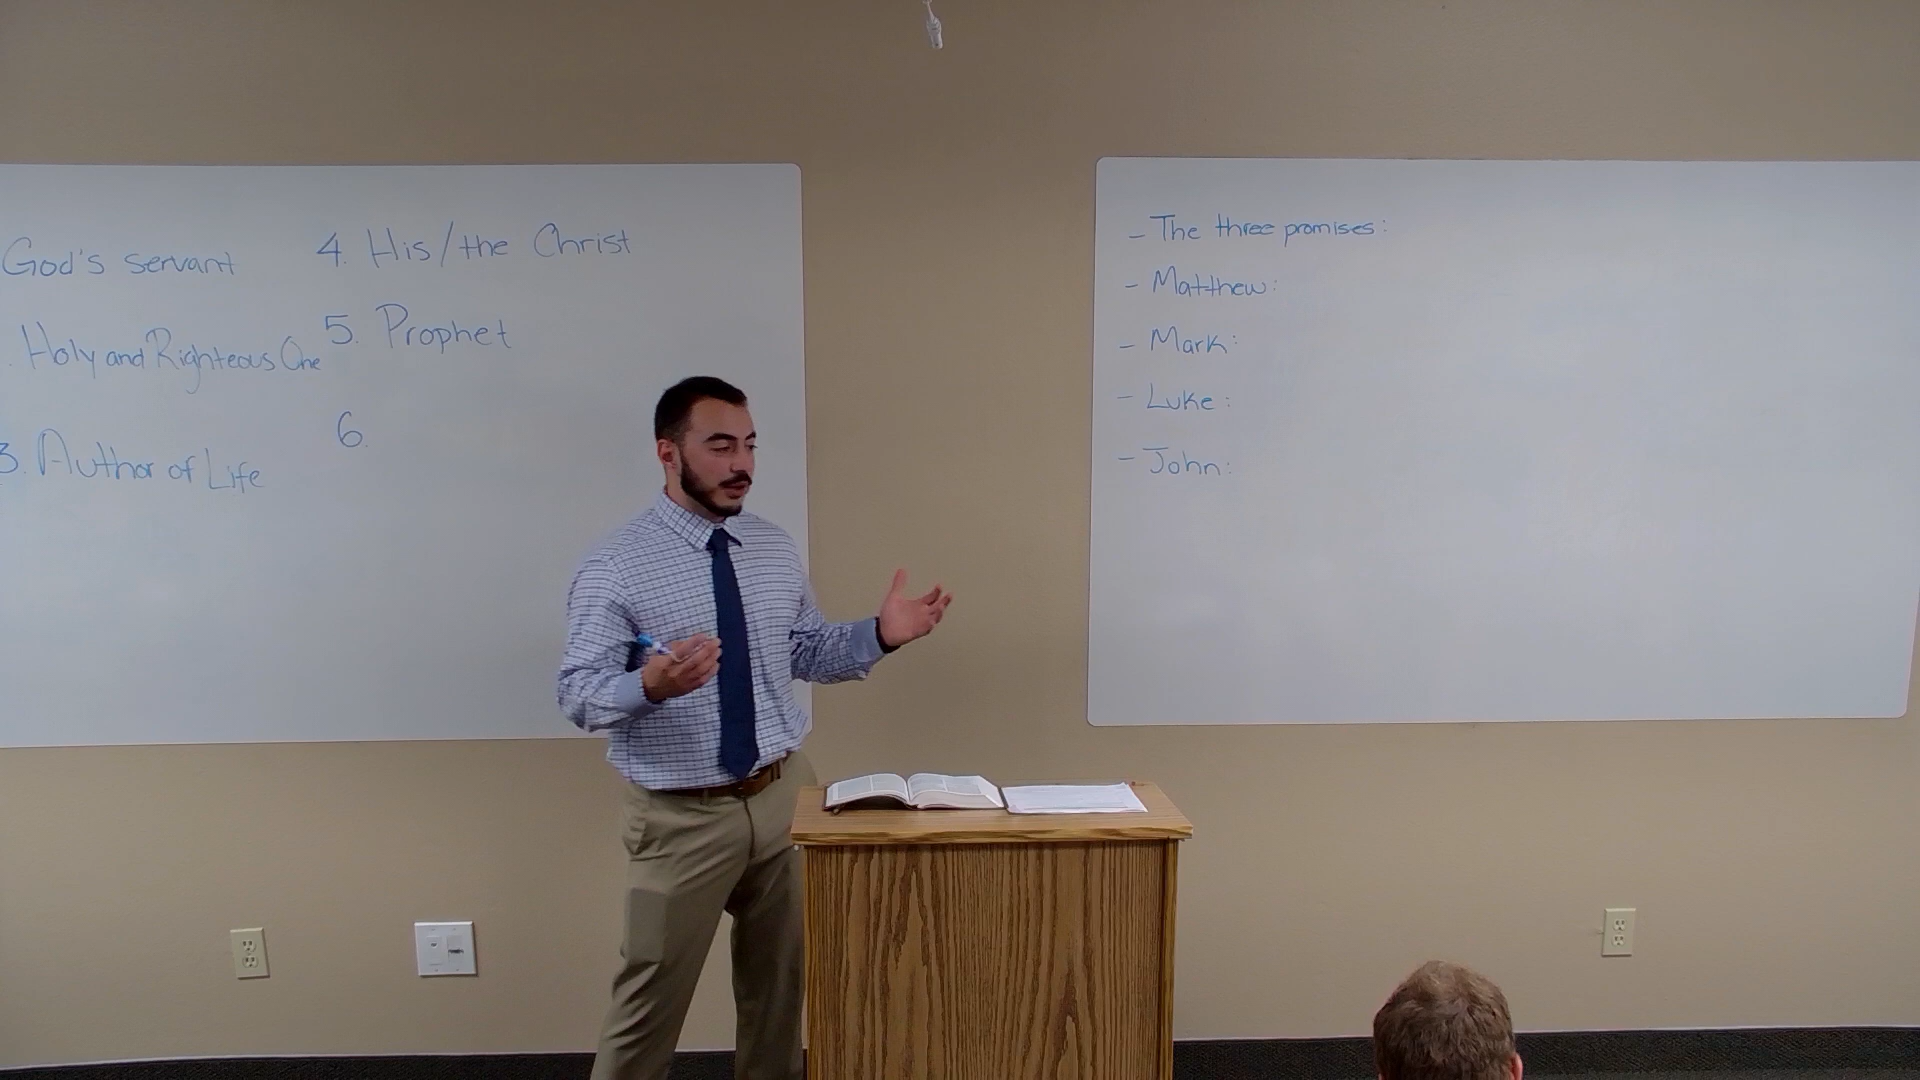 God's servant
Holy and Righteous One
3. Author of Life
4. His/the Christ
5. Prophet
6.
- The three promises:
- Matthew:
- Mark:
- Luke:
- John: